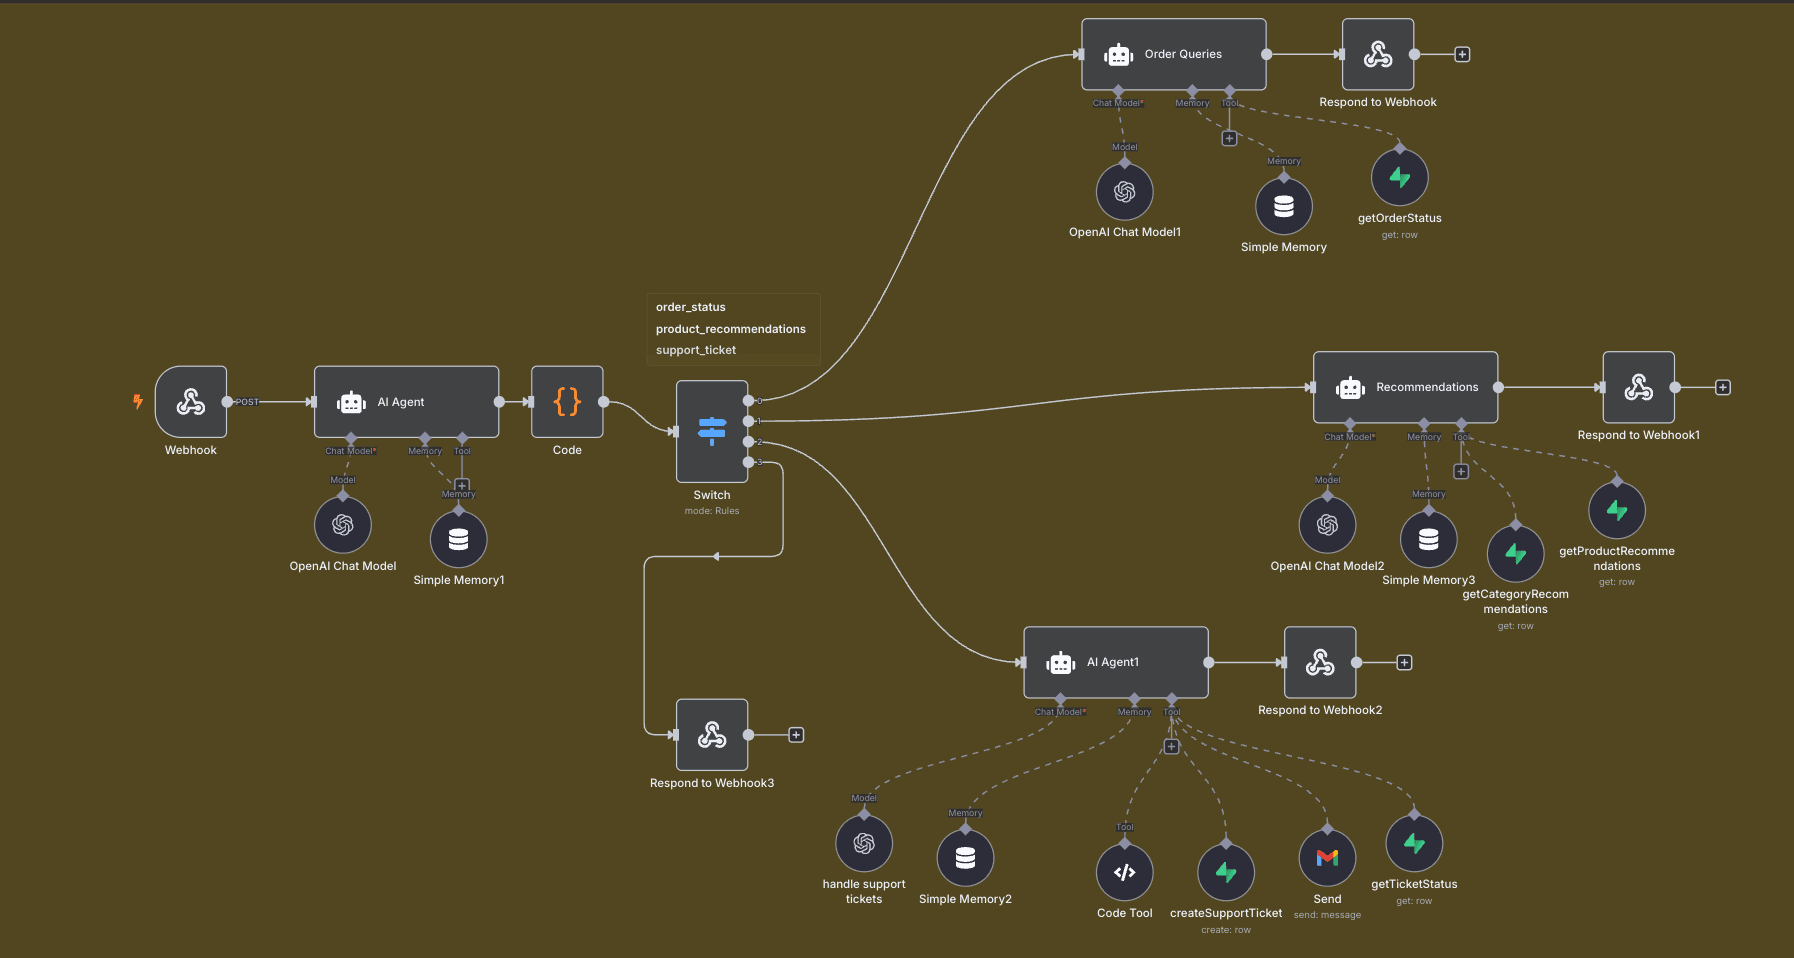 Order Queries
Chat Model*
Memory
Tool
Respond to Webhook
Model
Memory
OpenAI Chat Model1
Simple Memory
getOrderStatus
get: row
order_status
product_recommendations
support_ticket
POST
Webhook
AI Agent
Chat Model*
Memory
Tool
Model
Memory
OpenAI Chat Model
Simple Memory1
Code
0
1
2
3
Switch
mode: Rules
Recommendations
Chat Model*
Memory
Tool
Respond to Webhook1
Model
Memory
OpenAI Chat Model2
Simple Memory3
getCategoryRecom
mendations
get: row
getProductRecomme
ndations
get: row
AI Agent1
Chat Model*
Memory
Tool
Respond to Webhook2
Respond to Webhook3
Model
Memory
Tool
handle support
tickets
Simple Memory2
Code Tool
createSupportTicket
create: row
Send
send: message
getTicketStatus
get: row